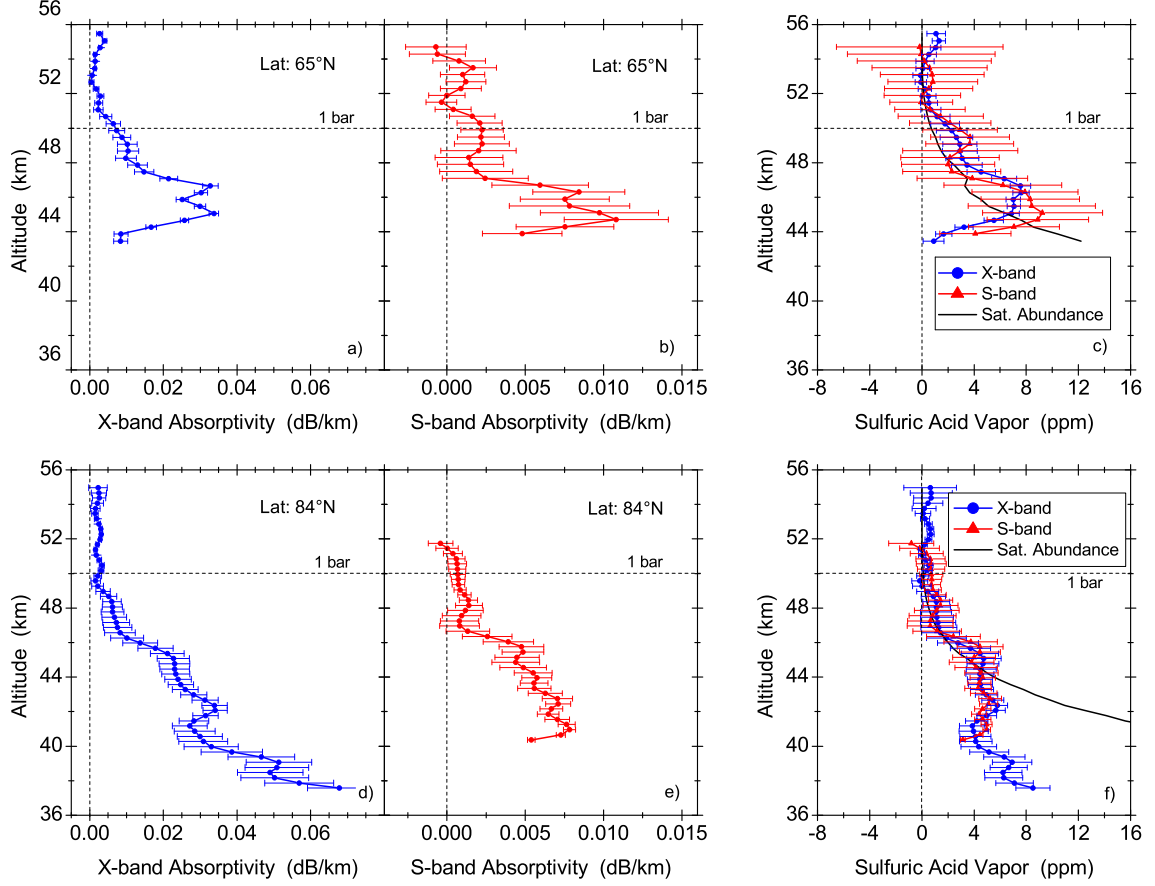 56
52
48
44
40
36
Altitude (km)
Lat: 65°N
1 bar
a)
0.00 0.02 0.04 0.06
X-band Absorptivity (dB/km)
Lat: 65°N
1 bar
b)
0.000 0.005 0.010 0.015
S-band Absorptivity (dB/km)
56
52
48
44
40
36
Altitude (km)
1 bar
X-band
S-band
Sat. Abundance
c)
-8 -4 0 4 8 12 16
Sulfuric Acid Vapor (ppm)
56
52
48
44
40
36
Altitude (km)
Lat: 84°N
1 bar
d)
0.00 0.02 0.04 0.06
X-band Absorptivity (dB/km)
Lat: 84°N
1 bar
e)
0.000 0.005 0.010 0.015
S-band Absorptivity (dB/km)
56
52
48
44
40
36
Altitude (km)
X-band
S-band
Sat. Abundance
1 bar
f)
-8 -4 0 4 8 12 16
Sulfuric Acid Vapor (ppm)